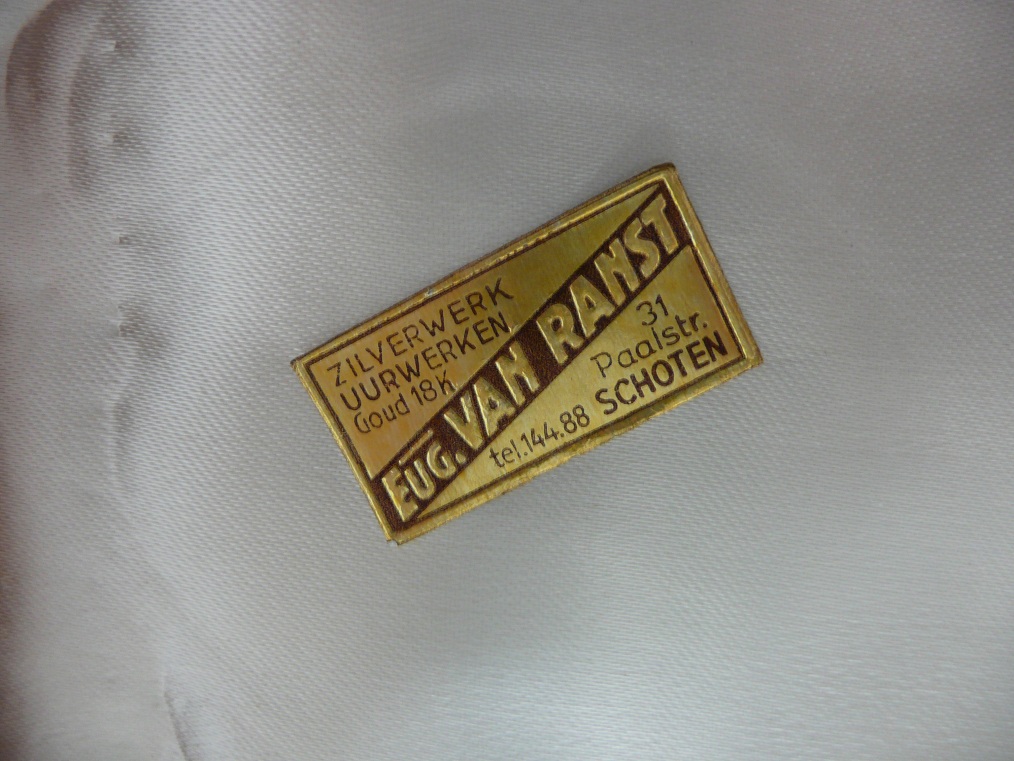 ZILVERWERK
UURWERKEN
Goud 18K
EUG. VAN RANST
31
Paalstr.
tel.144.88 SCHOTEN